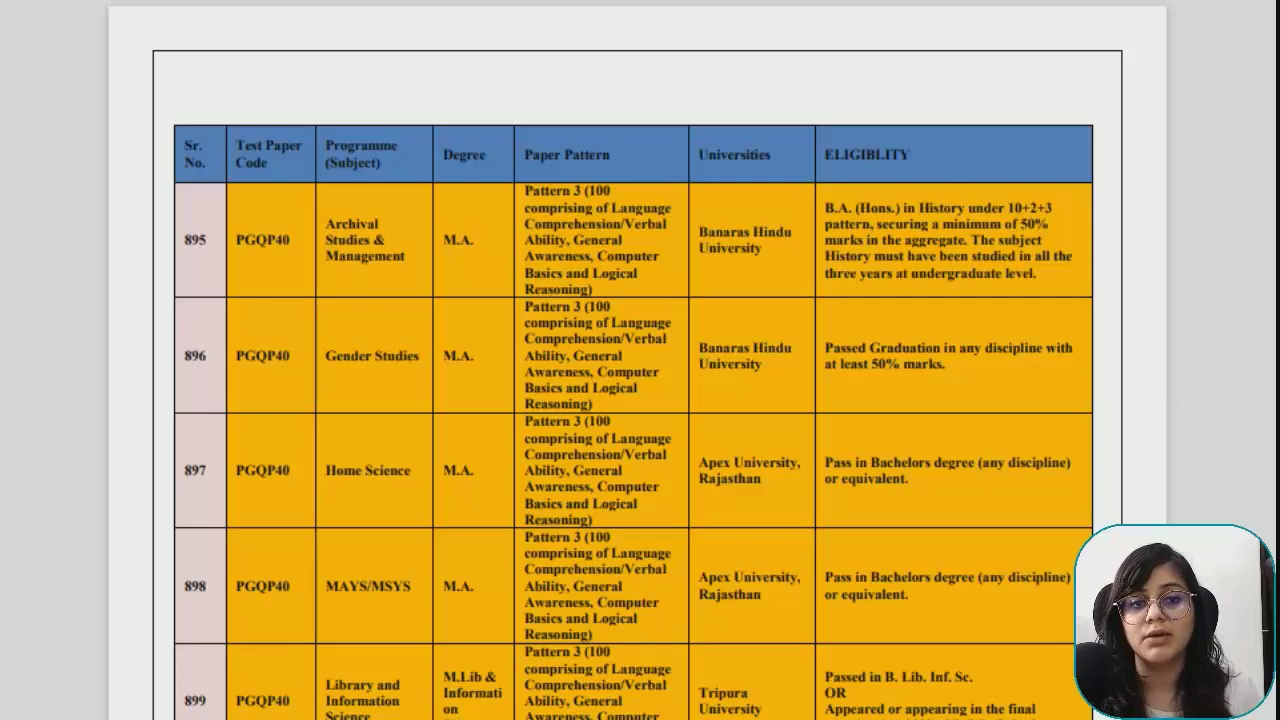 Sr. No.
Test Paper Code
Programme (Subject)
Degree
Paper Pattern
Universities
ELIGIBLITY
895
PGQP40
Archival
Studies &
Management
M.A.
Pattern 3 (100
comprising of Language
Comprehension/Verbal
Ability, General
Awareness, Computer
Basics and Logical
Reasoning)
Banaras Hindu
University
B.A. (Hons.) in History under 10+2+3
pattern, securing a minimum of 50%
marks in the aggregate. The subject
History must have been studied in all the
three years at undergraduate level.
896
PGQP40
Gender Studies
M.A.
Pattern 3 (100
comprising of Language
Comprehension/Verbal
Ability, General
Awareness, Computer
Basics and Logical
Reasoning)
Banaras Hindu
University
Passed Graduation in any discipline with
at least 50% marks.
897
PGQP40
Home Science
M.A.
Pattern 3 (100
comprising of Language
Comprehension/Verbal
Ability, General
Awareness, Computer
Basics and Logical
Reasoning)
Apex University,
Rajasthan
Pass in Bachelors degree (any discipline)
or equivalent.
898
PGQP40
MAYS/MSYS
M.A.
Pattern 3 (100
comprising of Language
Comprehension/Verbal
Ability, General
Awareness, Computer
Basics and Logical
Reasoning)
Apex University,
Rajasthan
Pass in Bachelors degree (any discipline)
or equivalent.
899
PGQP40
Library and
Information
Science
M.Lib &
Informati
on
Pattern 3 (100
comprising of Language
Comprehension/Verbal
Ability, General
Awareness, Computer
Tripura
University
Passed in B. Lib. Inf. Sc.
OR
Appeared or appearing in the final